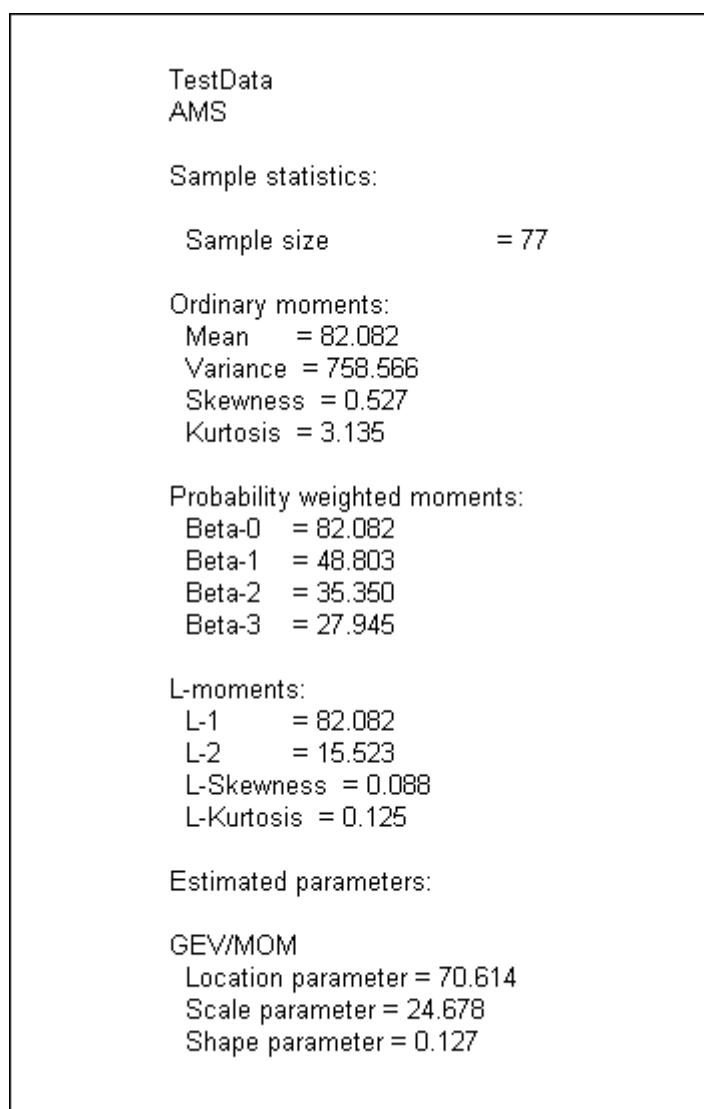 TestData
AMS
Sample statistics:
Sample size = 77
Ordinary moments:
Mean = 82.082
Variance = 758.566
Skewness = 0.527
Kurtosis = 3.135
Probability weighted moments:
Beta-0 = 82.082
Beta-1 = 48.803
Beta-2 = 35.350
Beta-3 = 27.945
L-moments:
L-1 = 82.082
L-2 = 15.523
L-Skewness = 0.088
L-Kurtosis = 0.125
Estimated parameters:
GEV/MOM
Location parameter = 70.614
Scale parameter = 24.678
Shape parameter = 0.127